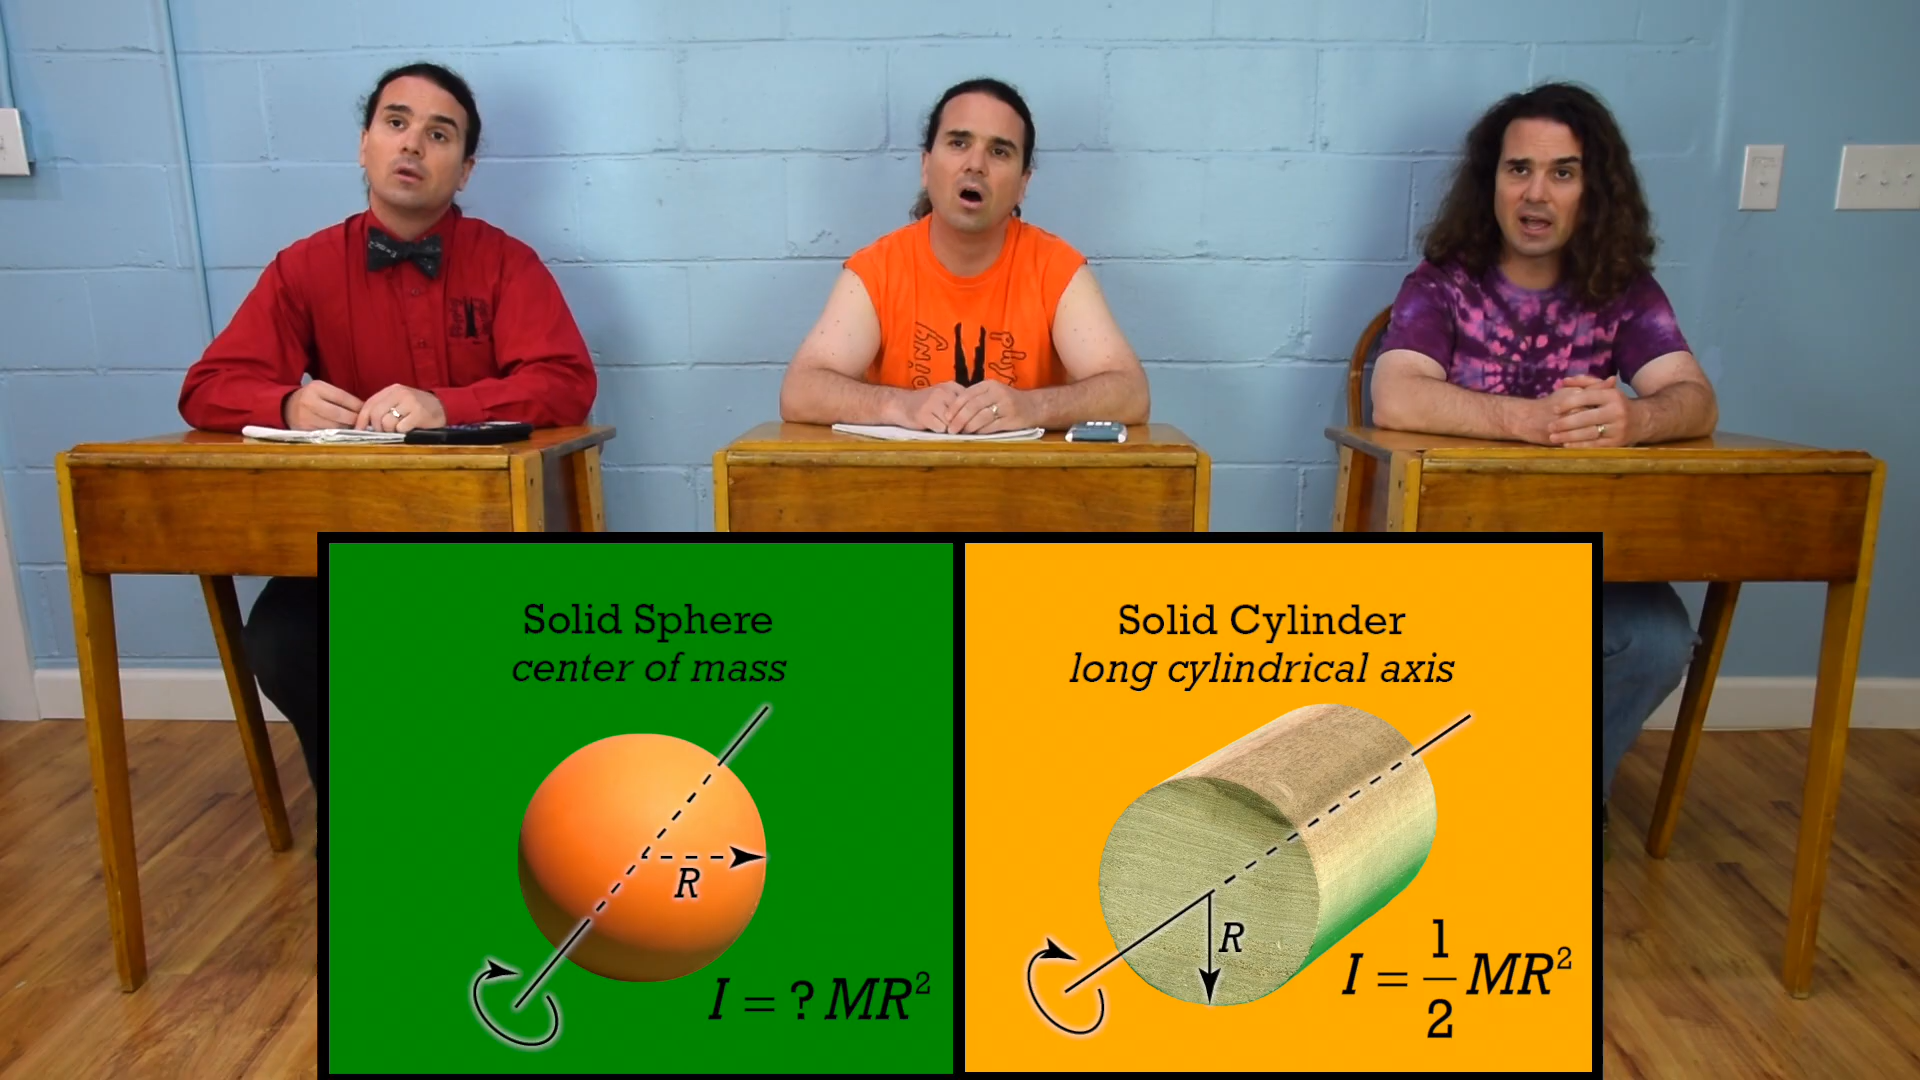 Solid Sphere
center of mass
R
I = ? MR²
Solid Cylinder
long cylindrical axis
R
I = 1/2 MR²